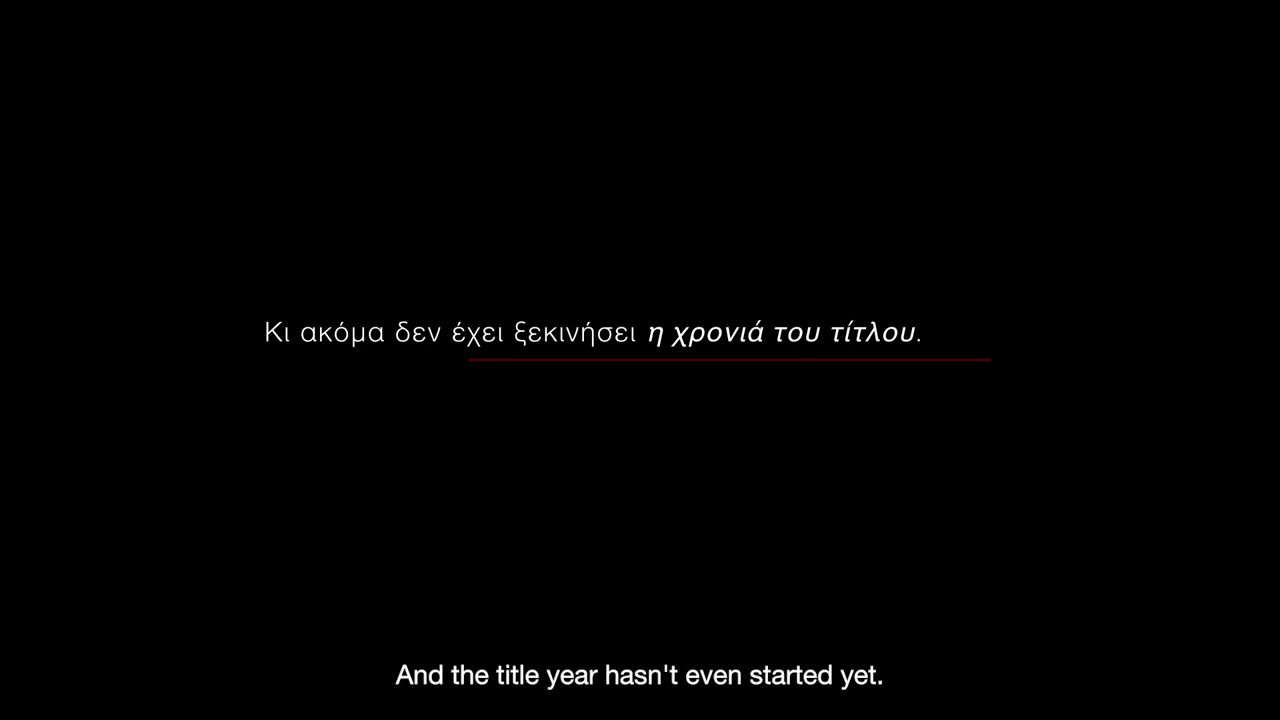 Κι ακόμα δεν έχει ξεκινήσει η χρονιά του τίτλου.
And the title year hasn't even started yet.